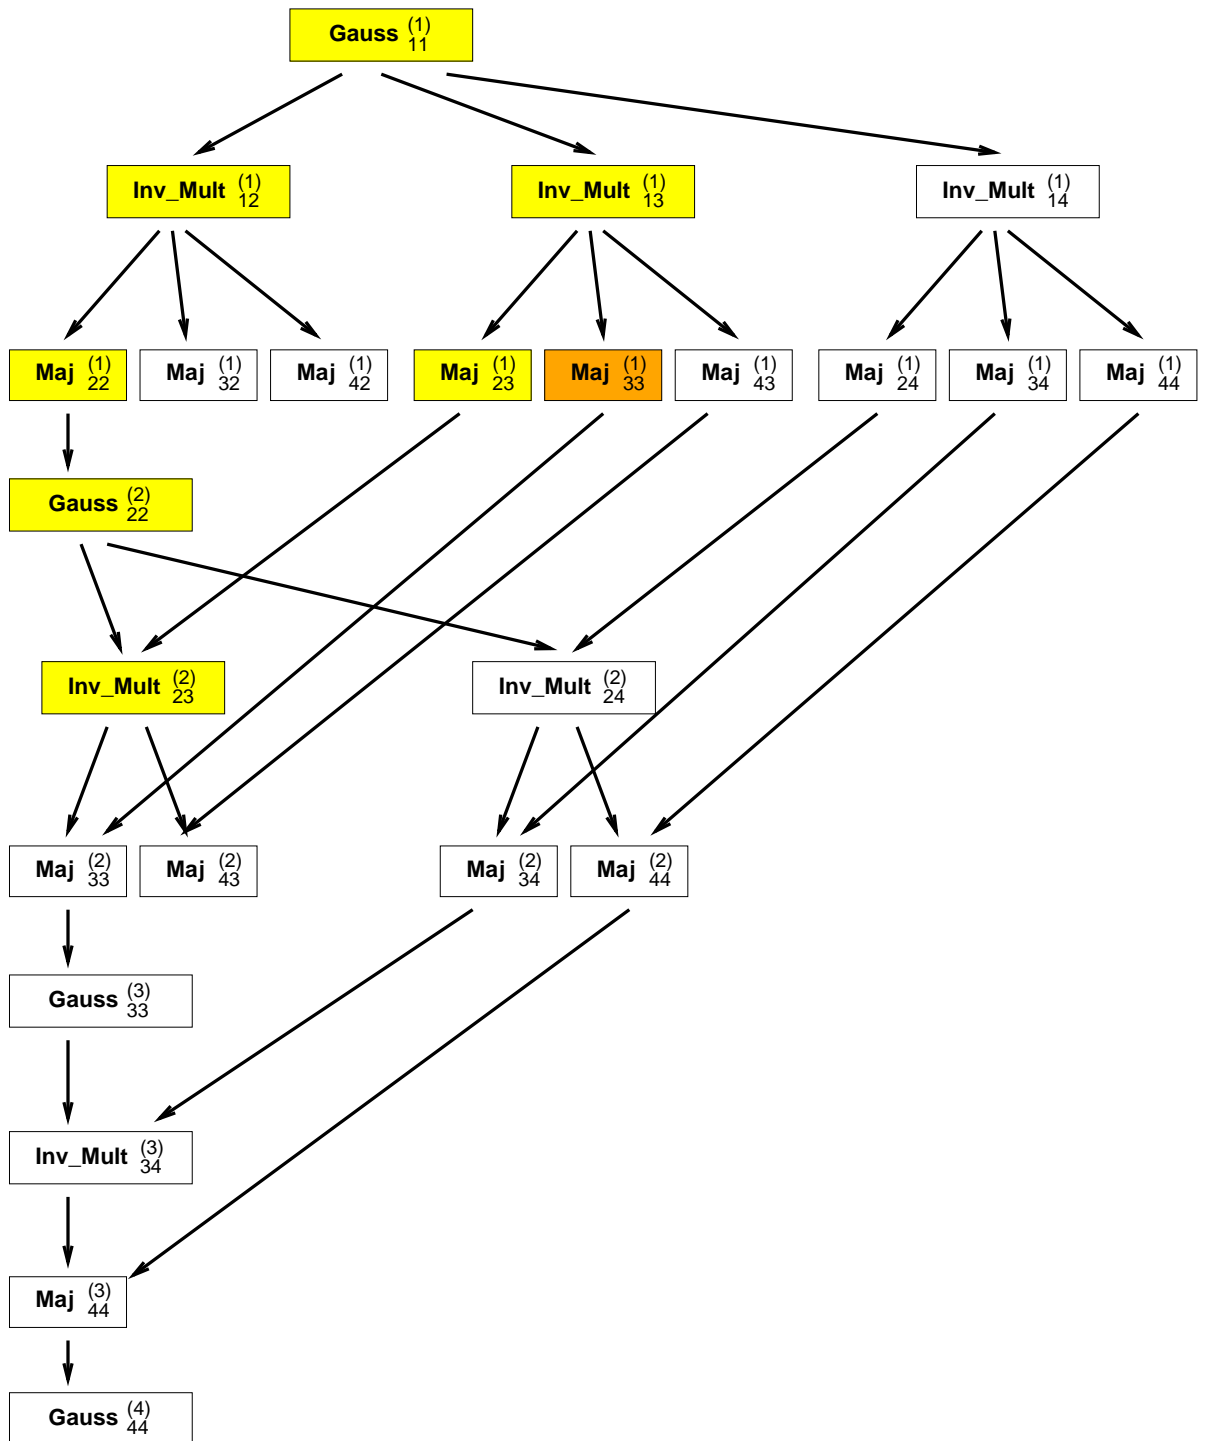 Gauss (1) 11
Inv_Mult (1) 12
Inv_Mult (1) 13
Inv_Mult (1) 14
Maj (1) 22
Maj (1) 32
Maj (1) 42
Maj (1) 23
Maj (1) 33
Maj (1) 43
Maj (1) 24
Maj (1) 34
Maj (1) 44
Gauss (2) 22
Inv_Mult (2) 23
Inv_Mult (2) 24
Maj (2) 33
Maj (2) 43
Maj (2) 34
Maj (2) 44
Gauss (3) 33
Inv_Mult (3) 34
Maj (3) 44
Gauss (4) 44